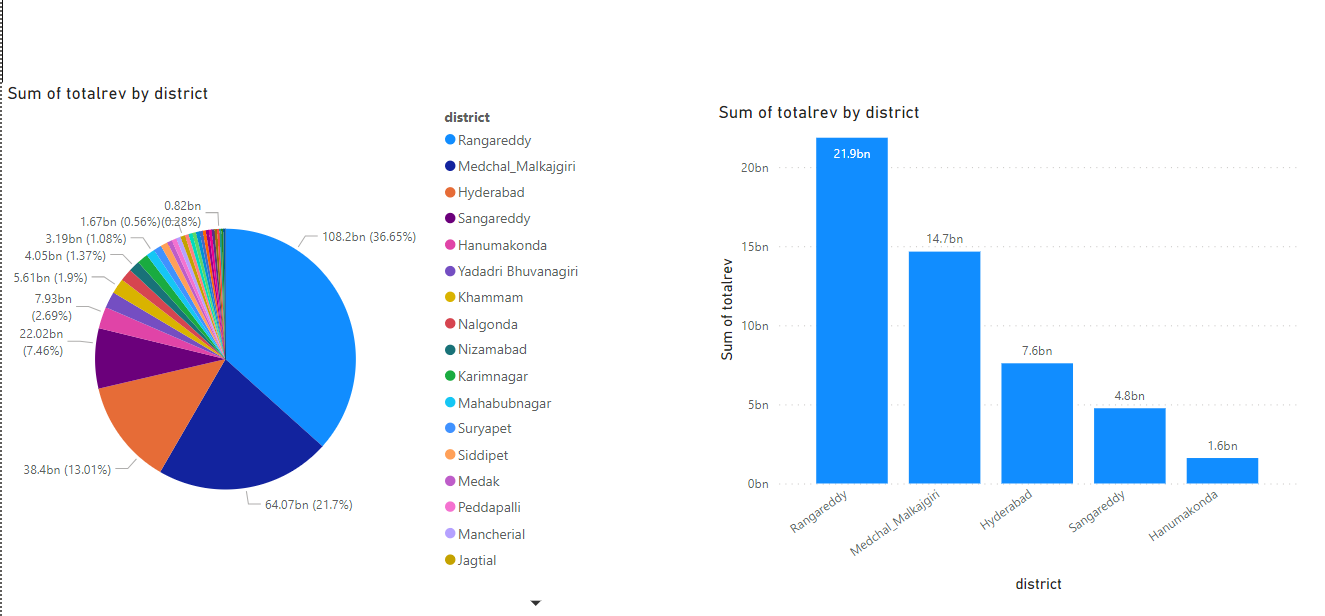 Sum of totalrev by district
0.82bn
(0.28%)
1.67bn (0.56%)
3.19bn (1.08%)
4.05bn (1.37%)
5.61bn (1.9%)
7.93bn
(2.69%)
22.02bn
(7.46%)
38.4bn (13.01%)
64.07bn (21.7%)
108.2bn (36.65%)
district
Rangareddy
Medchal_Malkajgiri
Hyderabad
Sangareddy
Hanumakonda
Yadadri Bhuvanagiri
Khammam
Nalgonda
Nizamabad
Karimnagar
Mahabubnagar
Suryapet
Siddipet
Medak
Peddapalli
Mancherial
Jagtial
Sum of totalrev by district
Sum of totalrev
20bn
15bn
10bn
5bn
0bn
21.9bn
14.7bn
7.6bn
4.8bn
1.6bn
Rangareddy
Medchal_Malkajgiri
Hyderabad
Sangareddy
Hanumakonda
district